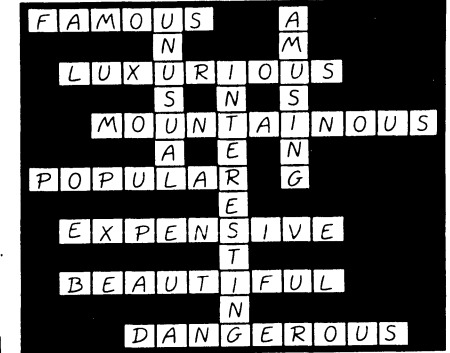 FAMOUS
LUXURIOUS
MOUNTAINOUS
POPULAR
EXPENSIVE
BEAUTIFUL
DANGEROUS
UNUSUAL
INTERESTING
AMUSING